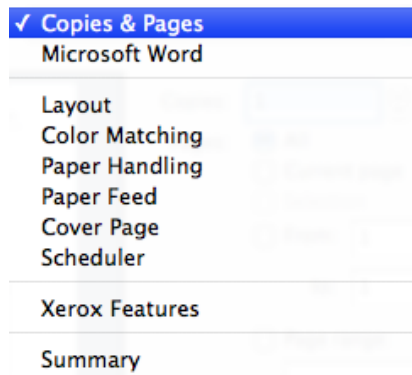 ✓ Copies & Pages
Microsoft Word
Layout
Color Matching
Paper Handling
Paper Feed
Cover Page
Scheduler
Xerox Features
Summary